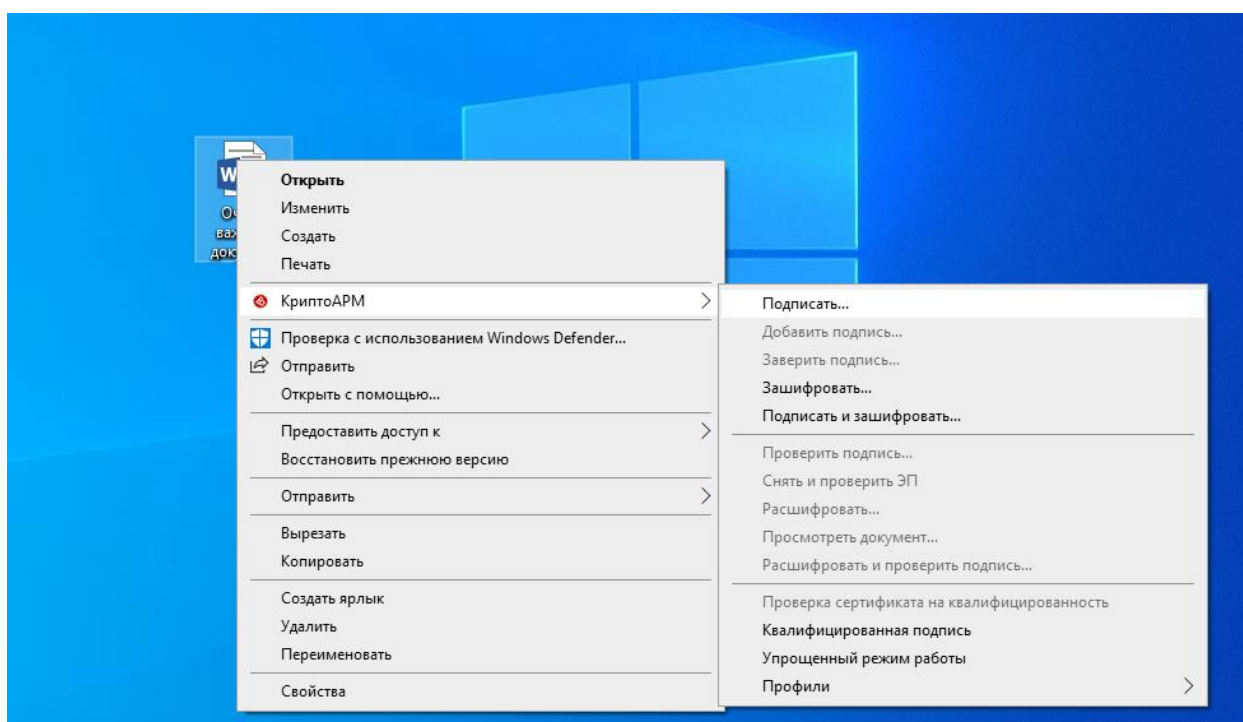 W
Открыть
Изменить
Создать
Печать
КриптоАРМ
Проверка с использованием Windows Defender...
Отправить
Открыть с помощью...
Предоставить доступ к
Восстановить прежнюю версию
Отправить
Вырезать
Копировать
Создать ярлык
Удалить
Переименовать
Свойства
Подписать...
Добавить подпись...
Заверить подпись...
Зашифровать...
Подписать и зашифровать...
Проверить подпись...
Снять и проверить ЭП
Расшифровать...
Просмотреть документ...
Расшифровать и проверить подпись...
Проверка сертификата на квалифицированность
Квалифицированная подпись
Упрощенный режим работы
Профили